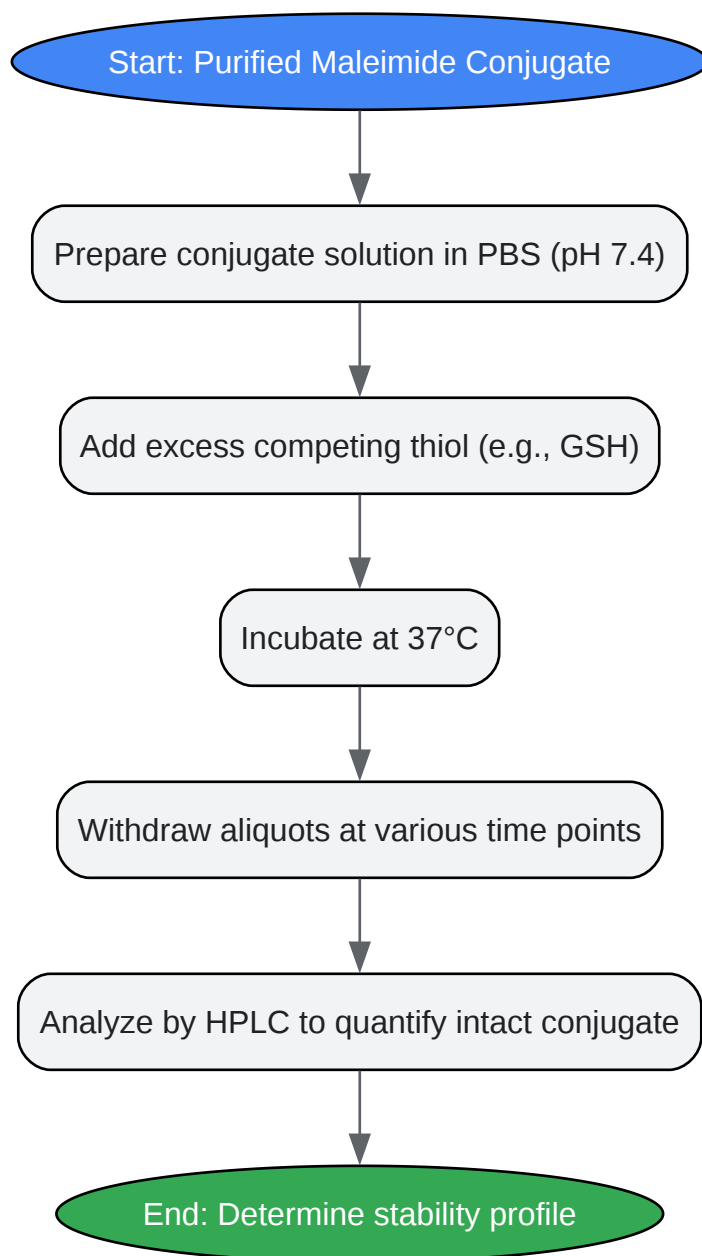 Start: Purified Maleimide Conjugate
Prepare conjugate solution in PBS (pH 7.4)
Add excess competing thiol (e.g., GSH)
Incubate at 37°C
Withdraw aliquots at various time points
Analyze by HPLC to quantify intact conjugate
End: Determine stability profile